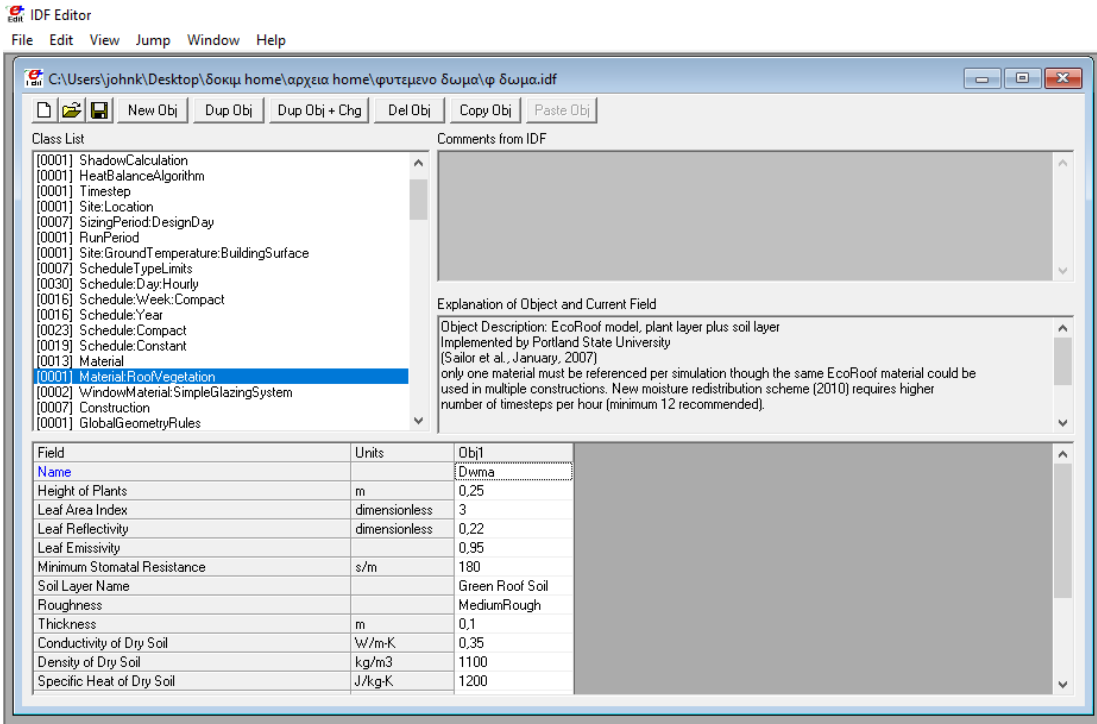 IDF Editor
File Edit View Jump Window Help
C:\Users\johnk\Desktop\δοκιμ home\αρχεια home\φυτεμενο δωμα\φ δωμα.idf
New Obj Dup Obj Dup Obj + Chg Del Obj Copy Obj Paste Obj
Class List
[0001] ShadowCalculation
[0001] HeatBalanceAlgorithm
[0001] Timestep
[0001] Site:Location
[0007] SizingPeriod:DesignDay
[0001] RunPeriod
[0001] Site:GroundTemperature:BuildingSurface
[0007] ScheduleTypeLimits
[0030] Schedule:Day:Hourly
[0016] Schedule:Week:Compact
[0016] Schedule:Year
[0023] Schedule:Compact
[0019] Schedule:Constant
[0013] Material
[0001] Material:RoofVegetation
[0002] WindowMaterial:SimpleGlazingSystem
[0007] Construction
[0001] GlobalGeometryRules
Comments from IDF
Explanation of Object and Current Field
Object Description: EcoRoof model, plant layer plus soil layer
Implemented by Portland State University
(Sailor et al., January, 2007)
only one material must be referenced per simulation though the same EcoRoof material could be
used in multiple constructions. New moisture redistribution scheme (2010) requires higher
number of timesteps per hour (minimum 12 recommended).
Field Units Obj1
Name Dwma
Height of Plants m 0,25
Leaf Area Index dimensionless 3
Leaf Reflectivity dimensionless 0,22
Leaf Emissivity 0,95
Minimum Stomatal Resistance s/m 180
Soil Layer Name Green Roof Soil
Roughness MediumRough
Thickness m 0,1
Conductivity of Dry Soil W/m-K 0,35
Density of Dry Soil kg/m3 1100
Specific Heat of Dry Soil J/kg-K 1200